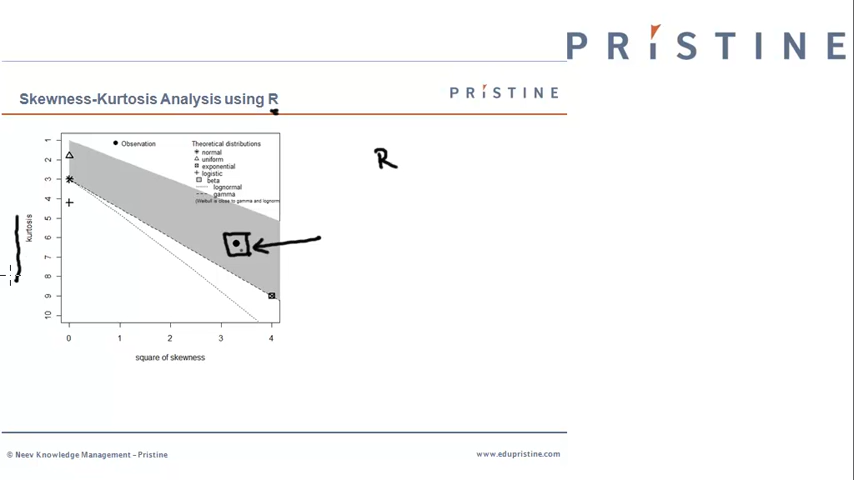 PRISTINE
Skewness-Kurtosis Analysis using R
PRISTINE
R
Observation
Theoretical distributions
normal
uniform
exponential
logistic
beta
lognormal
gamma
(Weibull is close to gamma and lognorm
kurtosis
1
2
3
4
5
6
7
8
9
10
0 1 2 3 4
square of skewness
© Neev Knowledge Management – Pristine
www.edupristine.com